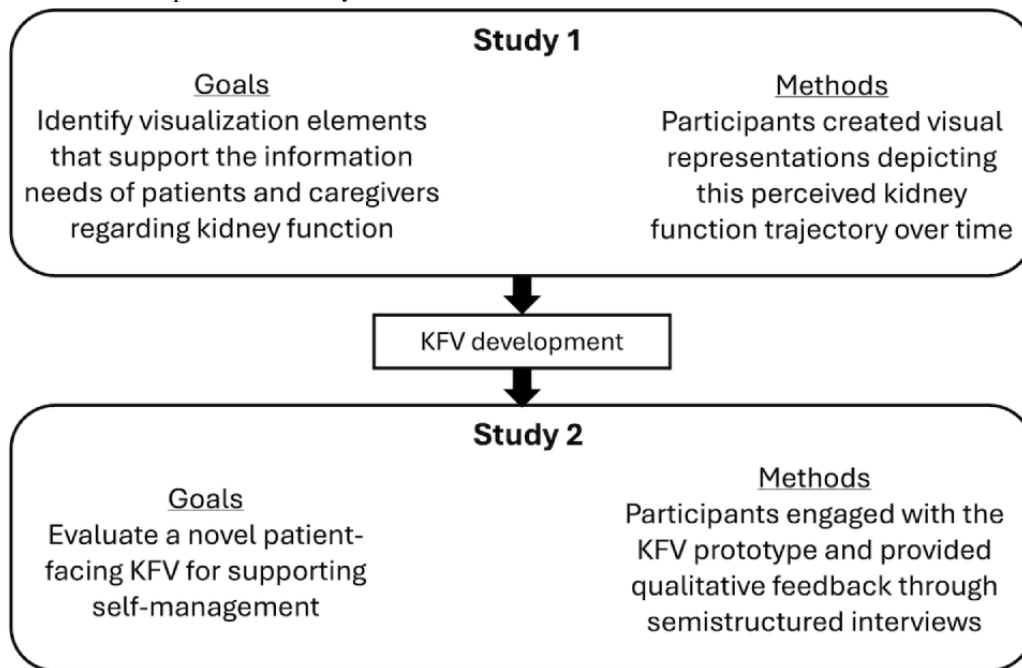 Study 1
Goals
Identify visualization elements
that support the information
needs of patients and caregivers
regarding kidney function
Methods
Participants created visual
representations depicting
this perceived kidney
function trajectory over time
KFV development
Study 2
Goals
Evaluate a novel patient-
facing KFV for supporting
self-management
Methods
Participants engaged with the
KFV prototype and provided
qualitative feedback through
semistructured interviews